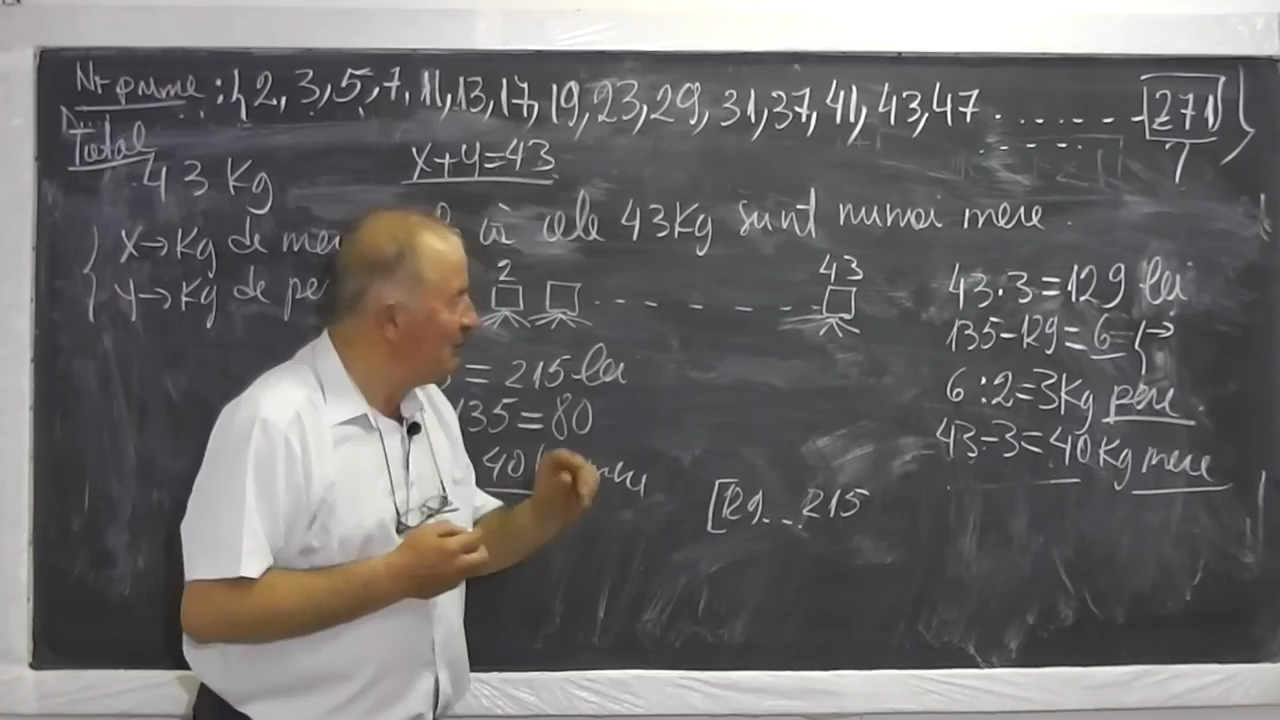 Nr prime : { 2, 3, 5, 7, 11, 13, 17, 19, 23, 29, 31, 37, 41, 43, 47 ....... 271 }
?
Total
43 Kg
x+y=43
x→Kg de mer
y→Kg de pe
că cele 43Kg sunt numai mere.
2
43
= 215 lei
135=80
40
[129...215
43·3=129 lei
135-129=6 } →
6:2=3Kg pere.
43-3=40Kg mere